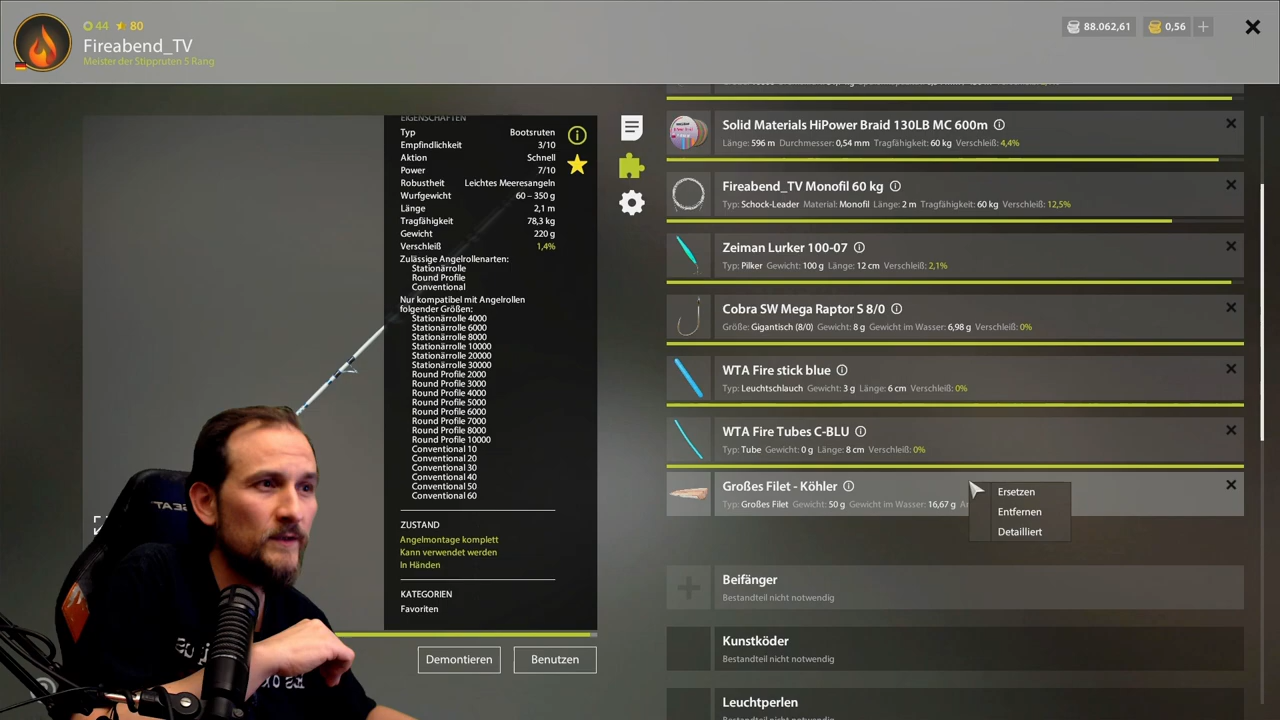 44 80
Fireabend_TV
Meister der Stippruten 5 Rang
88.062,61
0,56
EIGENSCHAFTEN
Typ Bootsruten
Empfindlichkeit 3/10
Aktion Schnell
Power 7/10
Robustheit Leichtes Meeresangeln
Wurfgewicht 60 – 350 g
Länge 2,1 m
Tragfähigkeit 78,3 kg
Gewicht 220 g
Verschleiß 1,4%
Zulässige Angelrollenarten:
Stationärrolle
Round Profile
Conventional
Nur kompatibel mit Angelrollen
folgender Größen:
Stationärrolle 4000
Stationärrolle 6000
Stationärrolle 8000
Stationärrolle 10000
Stationärrolle 20000
Stationärrolle 30000
Round Profile 2000
Round Profile 3000
Round Profile 4000
Round Profile 5000
Round Profile 6000
Round Profile 7000
Round Profile 8000
Round Profile 10000
Conventional 10
Conventional 20
Conventional 30
Conventional 40
Conventional 50
Conventional 60
ZUSTAND
Angelmontage komplett
Kann verwendet werden
In Händen
KATEGORIEN
Favoriten
Demontieren
Benutzen
Solid Materials HiPower Braid 130LB MC 600m
Länge: 596 m Durchmesser: 0,54 mm Tragfähigkeit: 60 kg Verschleiß: 4,4%
Fireabend_TV Monofil 60 kg
Typ: Schock-Leader Material: Monofil Länge: 2 m Tragfähigkeit: 60 kg Verschleiß: 12,5%
Zeiman Lurker 100-07
Typ: Pilker Gewicht: 100 g Länge: 12 cm Verschleiß: 2,1%
Cobra SW Mega Raptor S 8/0
Größe: Gigantisch (8/0) Gewicht: 8 g Gewicht im Wasser: 6,98 g Verschleiß: 0%
WTA Fire stick blue
Typ: Leuchtschlauch Gewicht: 3 g Länge: 6 cm Verschleiß: 0%
WTA Fire Tubes C-BLU
Typ: Tube Gewicht: 0 g Länge: 8 cm Verschleiß: 0%
Großes Filet - Köhler
Typ: Großes Filet Gewicht: 50 g Gewicht im Wasser: 16,67 g
Ersetzen
Entfernen
Detailliert
Beifänger
Bestandteil nicht notwendig
Kunstköder
Bestandteil nicht notwendig
Leuchtperlen